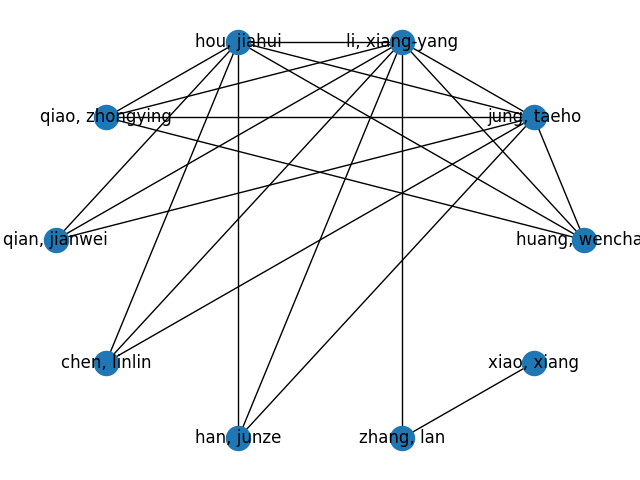 hou, jiahui
li, xiang-yang
qiao, zhongying
jung, taeho
qian, jianwei
huang, wencha
chen, linlin
xiao, xiang
han, junze
zhang, lan